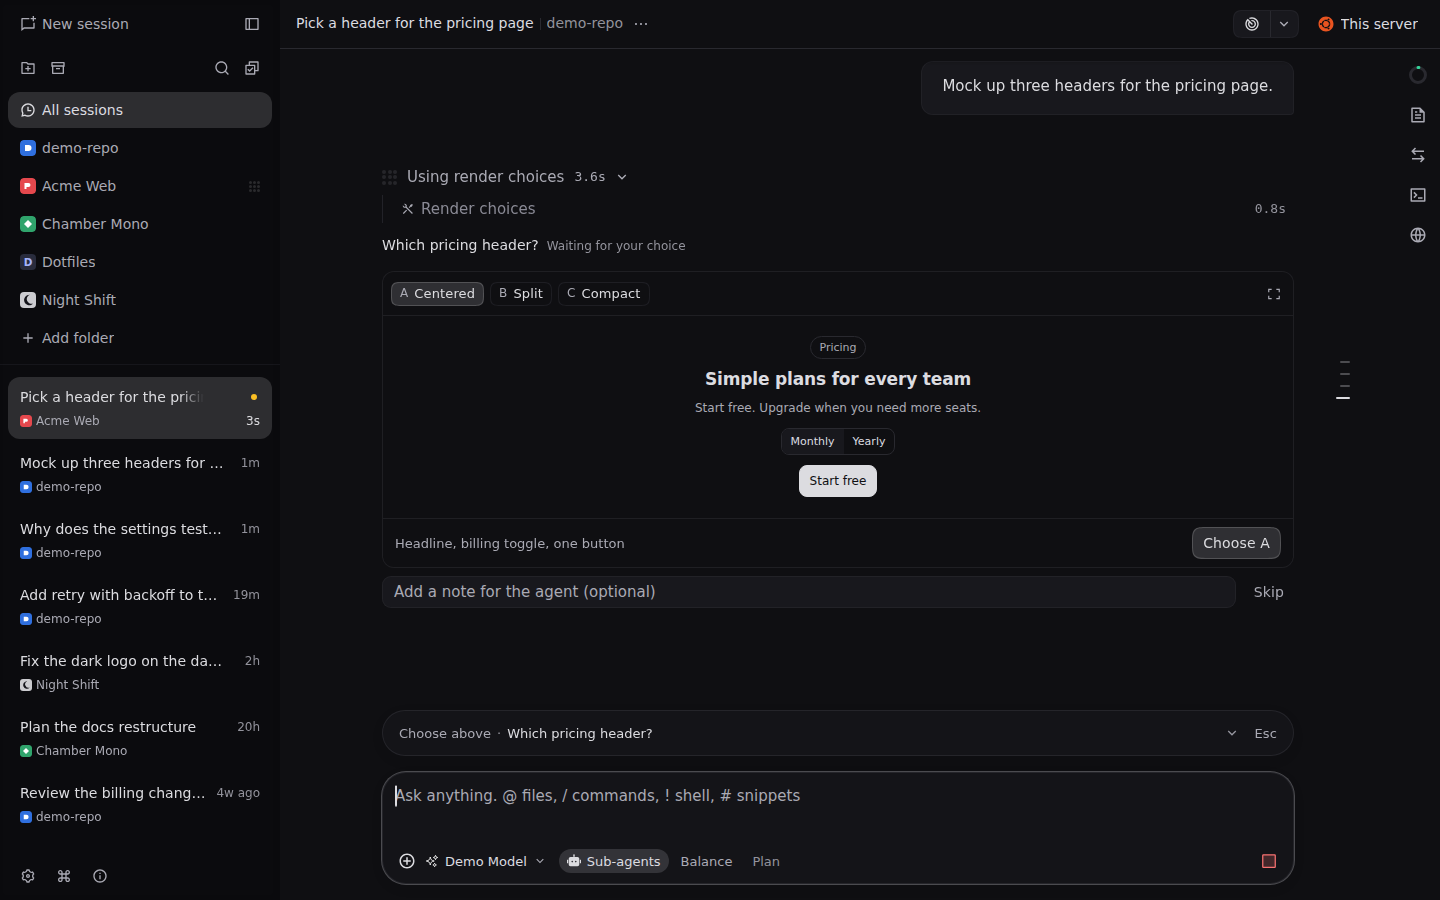 New session
All sessions
demo-repo
Acme Web
Chamber Mono
D Dotfiles
Night Shift
Add folder
Pick a header for the prici
Acme Web 3s
Mock up three headers for ... 1m
demo-repo
Why does the settings test... 1m
demo-repo
Add retry with backoff to t... 19m
demo-repo
Fix the dark logo on the da... 2h
Night Shift
Plan the docs restructure 20h
Chamber Mono
Review the billing chang... 4w ago
demo-repo
Pick a header for the pricing page demo-repo ...
This server
Mock up three headers for the pricing page.
Using render choices 3.6s
Render choices 0.8s
Which pricing header? Waiting for your choice
A Centered B Split C Compact
Pricing
Simple plans for every team
Start free. Upgrade when you need more seats.
Monthly Yearly
Start free
Headline, billing toggle, one button Choose A
Add a note for the agent (optional) Skip
Choose above · Which pricing header? Esc
Ask anything. @ files, / commands, ! shell, # snippets
Demo Model Sub-agents Balance Plan